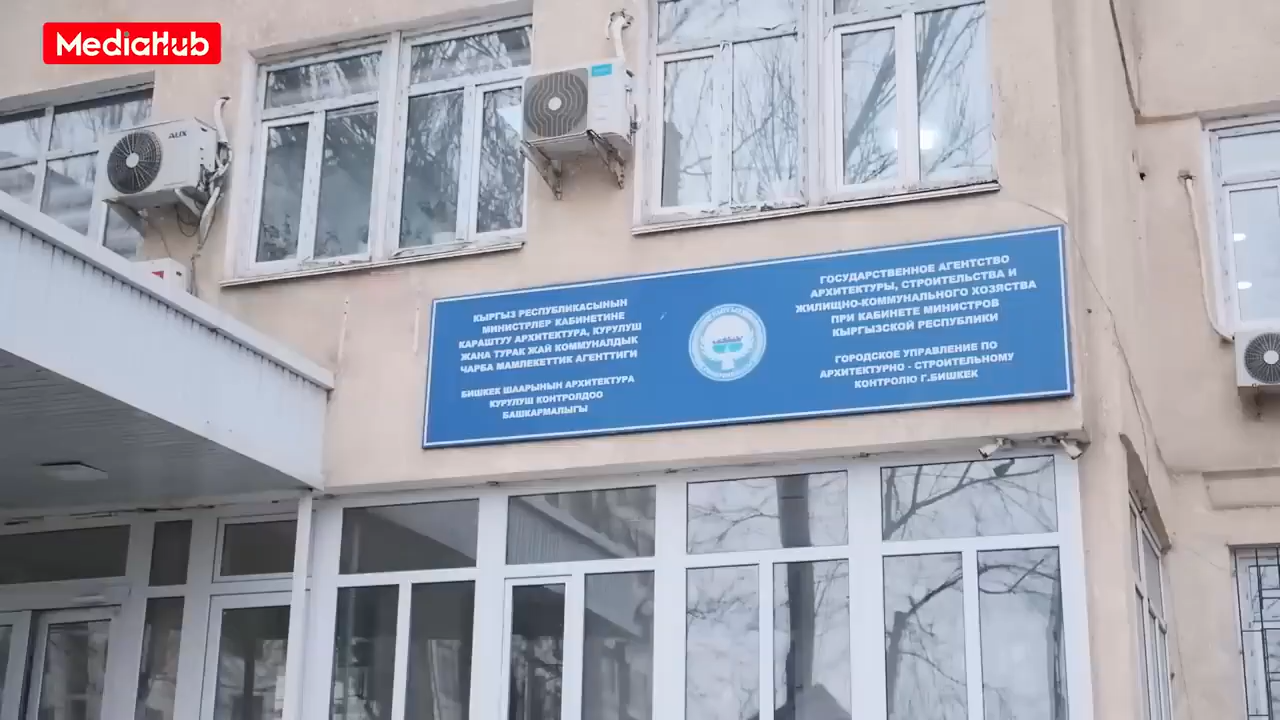 MediaHub
AUX
КЫРГЫЗ РЕСПУБЛИКАСЫНЫН
МИНИСТРЛЕР КАБИНЕТИНЕ
КАРАШТУУ АРХИТЕКТУРА, КУРУЛУШ
ЖАНА ТУРАК ЖАЙ КОММУНАЛДЫК
ЧАРБА МАМЛЕКЕТТИК АГЕНТТИГИ
БИШКЕК ШААРЫНЫН АРХИТЕКТУРА
КУРУЛУШ КОНТРОЛДОО
БАШКАРМАЛЫГЫ
ГОСУДАРСТВЕННОЕ АГЕНТСТВО
АРХИТЕКТУРЫ, СТРОИТЕЛЬСТВА И
ЖИЛИЩНО-КОММУНАЛЬНОГО ХОЗЯСТВА
ПРИ КАБИНЕТЕ МИНИСТРОВ
КЫРГЫЗСКОЙ РЕСПУБЛИКИ
ГОРОДСКОЕ УПРАВЛЕНИЕ ПО
АРХИТЕКТУРНО - СТРОИТЕЛЬНОМУ
КОНТРОЛЮ Г.БИШКЕК